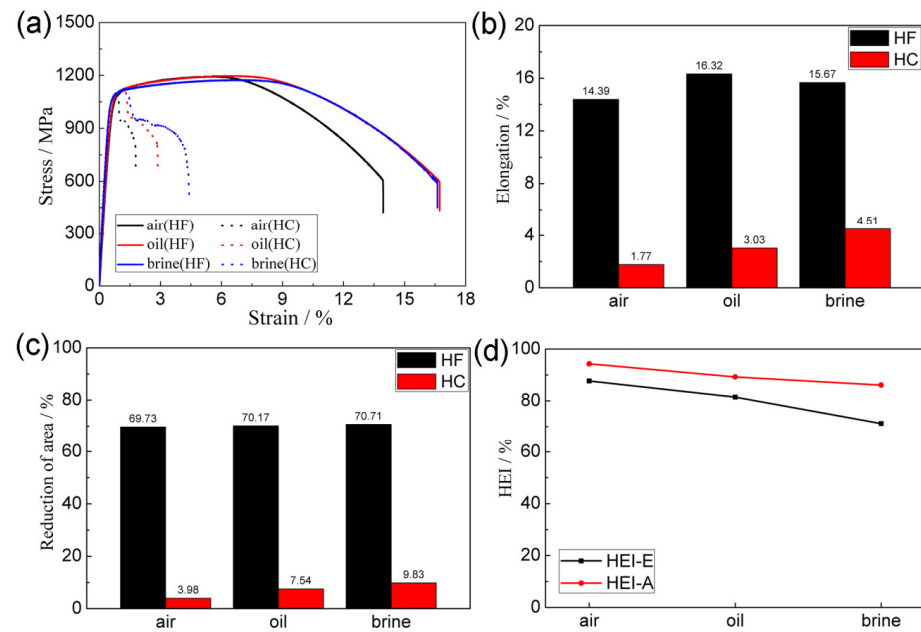 (a)
1500
1200
900
600
300
0
Stress / MPa
air(HF) air(HC)
oil(HF) oil(HC)
brine(HF) brine(HC)
0 3 6 9 12 15 18
Strain / %
(b)
HF
HC
20
16
12
8
4
0
Elongation / %
14.39 1.77 16.32 3.03 15.67 4.51
air oil brine
(c)
HF
HC
100
80
60
40
20
0
Reduction of area / %
69.73 3.98 70.17 7.54 70.71 9.83
air oil brine
(d)
100
80
60
40
20
0
HEI / %
HEI-E
HEI-A
air oil brine